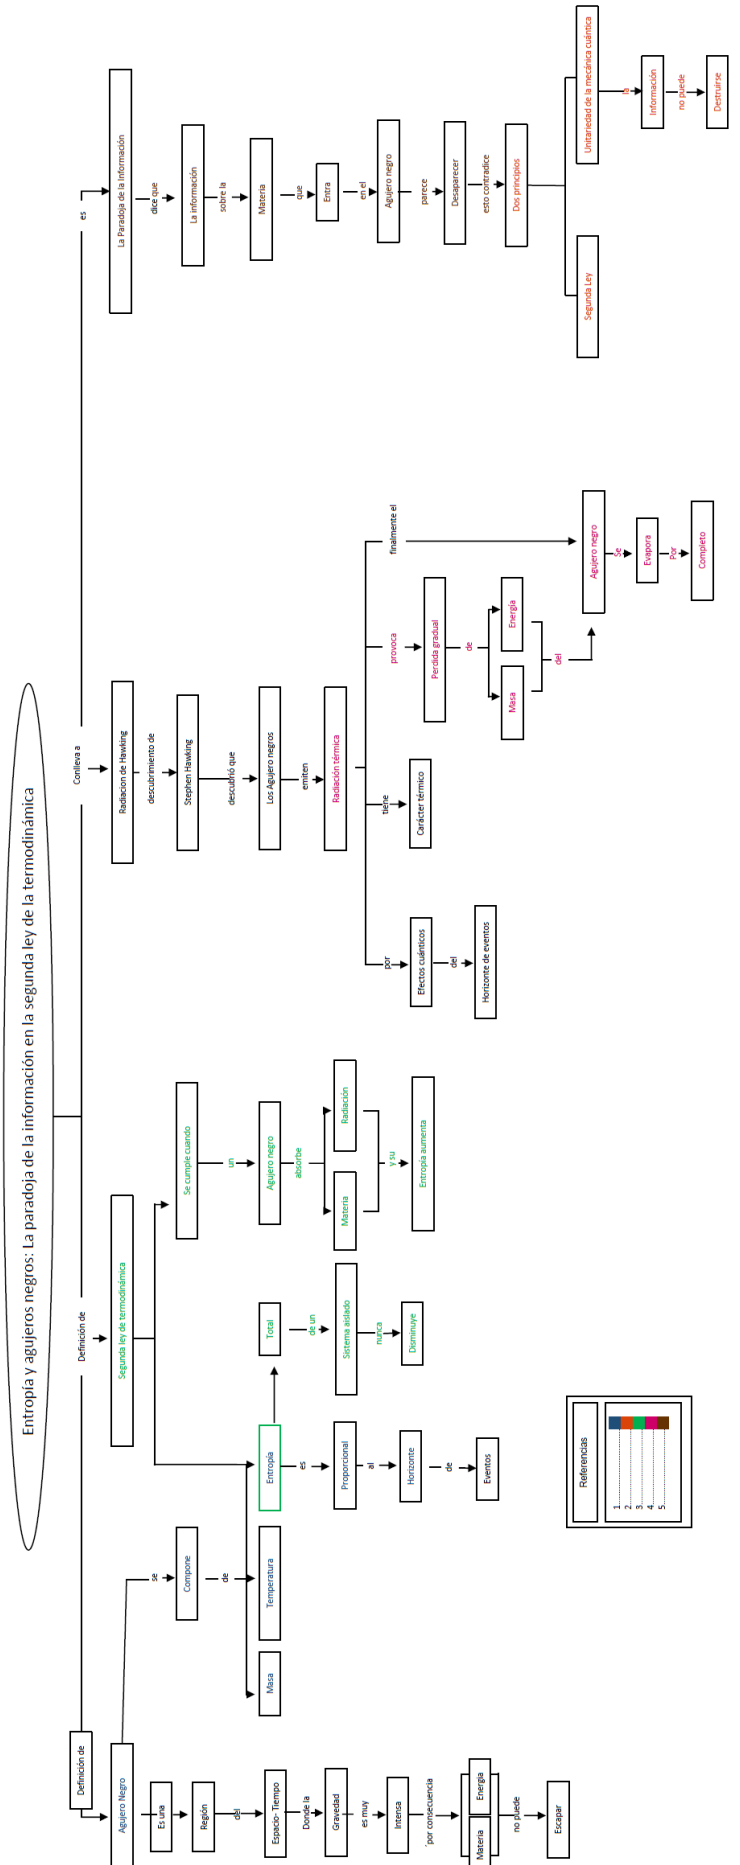 Entropía y agujeros negros: La paradoja de la información en la segunda ley de la termodinámica
Definición de
Agujero Negro
Es una
Región
del
Espacio- Tiempo
Donde la
Gravedad
es muy
Intensa
por consecuencia
Materia
Energia
no puede
Escapar
se
Compone
de
Masa
Temperatura
Entropía
es
Proporcional
al
Horizonte
de
Eventos
Definición de
Segunda ley de termodinámica
Total
de un
Sistema aislado
nunca
Disminuye
Se cumple cuando
un
Agujero negro
absorbe
Materia
Radiación
y su
Entropía aumenta
Conlleva a
Radiacion de Hawking
descubrimiento de
Stephen Hawking
descubrió que
Los Agujero negros
emiten
Radiación térmica
por
Efectos cuánticos
del
Horizonte de eventos
tiene
Carácter térmico
provoca
Perdida gradual
de
Masa
Energía
del
finalmente el
Agujero negro
Se
Evapora
Por
Completo
es
La Paradoja de la Información
dice que
La información
sobre la
Materia
que
Entra
en el
Agujero negro
parece
Desaparecer
esto contradice
Dos principios
Segunda Ley
Unitariedad de la mecánica cuántica
la
Información
no puede
Destruirse
Referencias
1
2
3
4
5